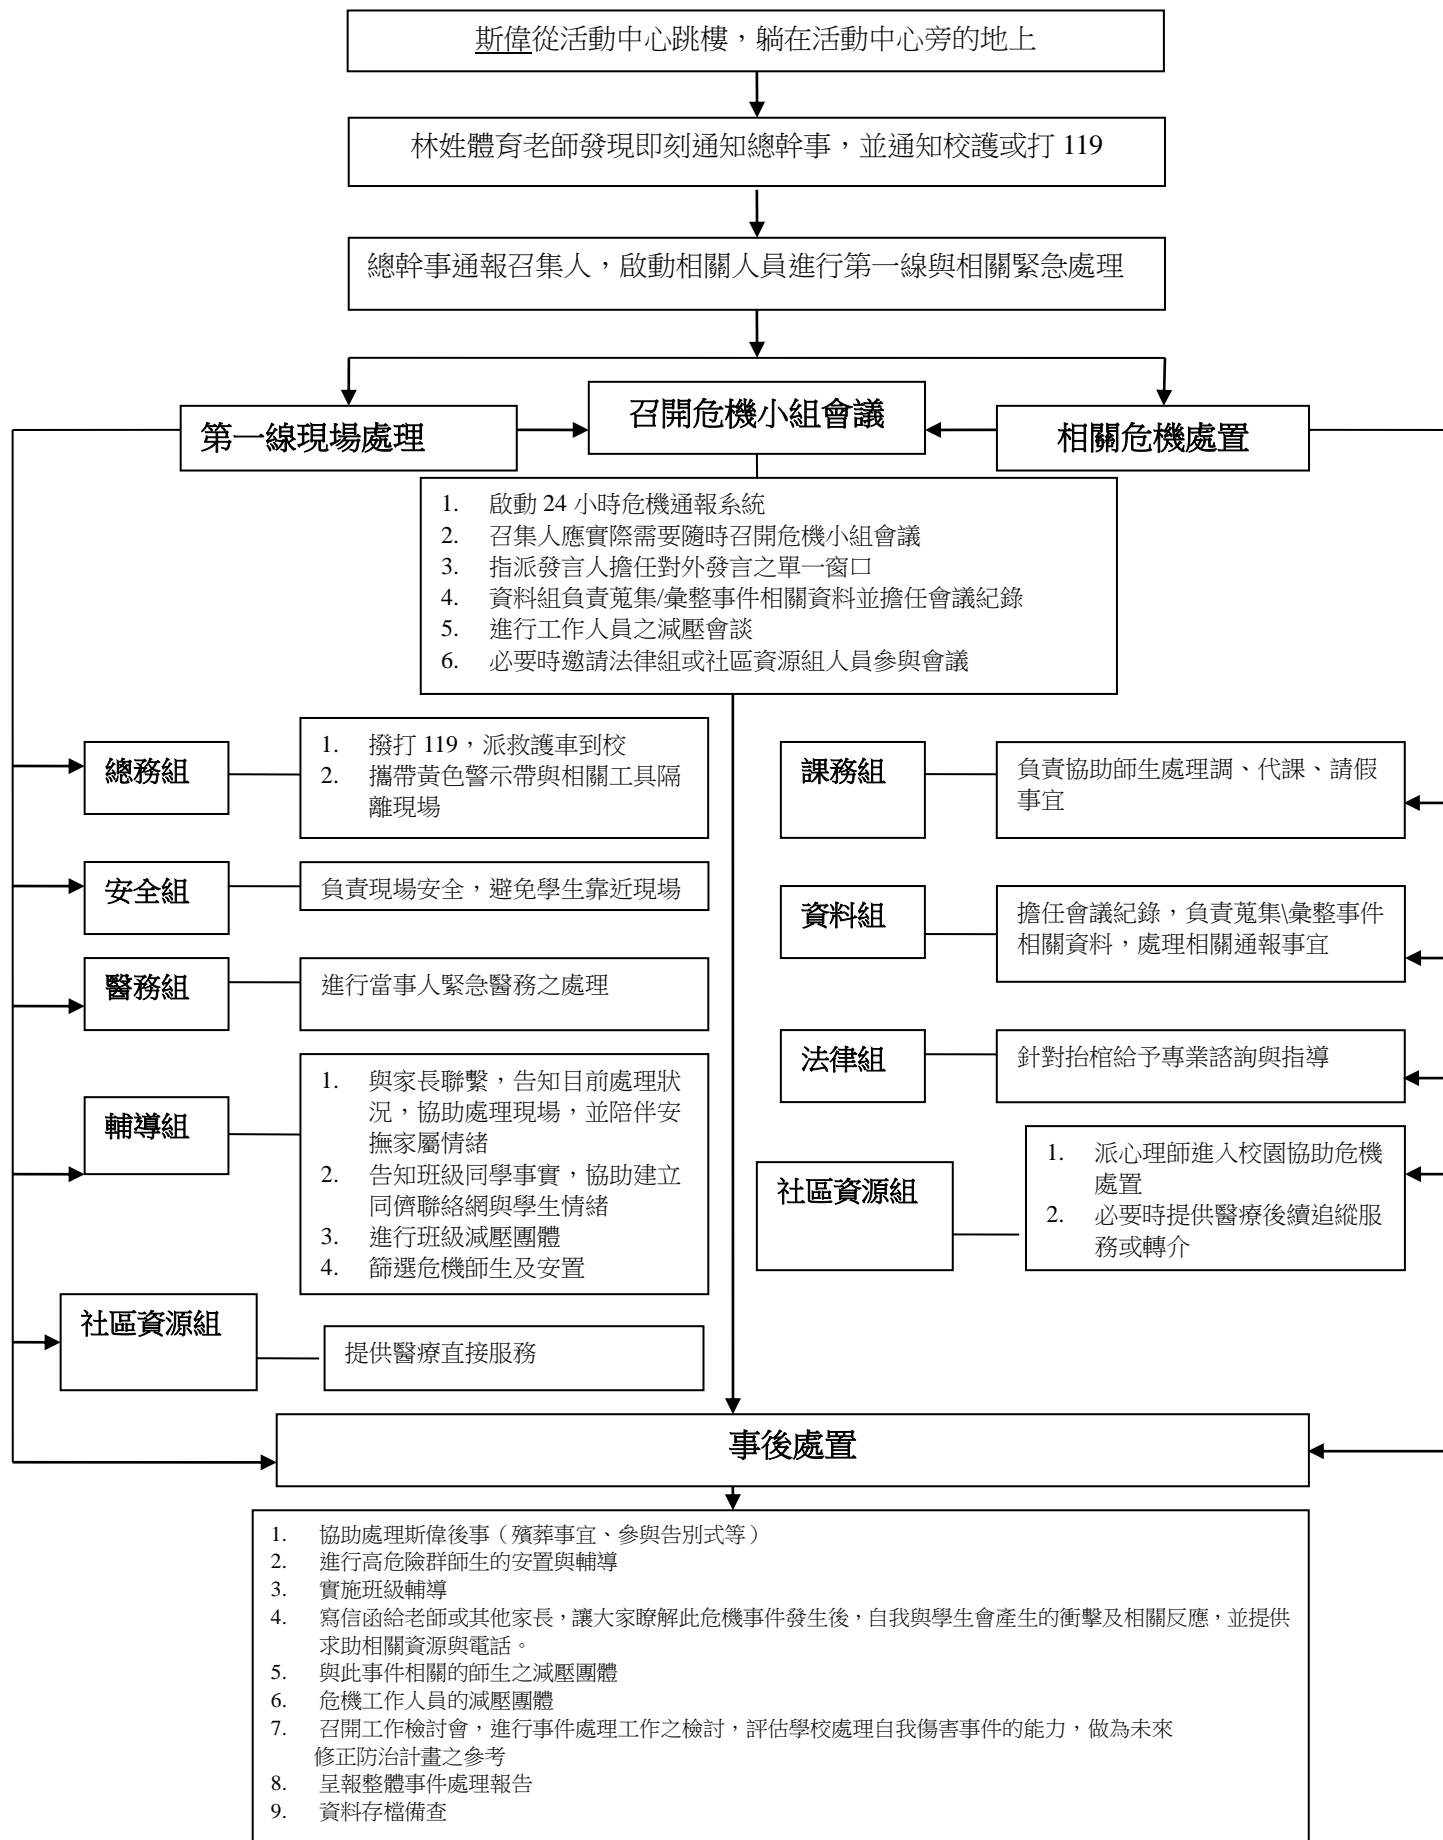 斯偉從活動中心跳樓，躺在活動中心旁的地上
林姓體育老師發現即刻通知總幹事，並通知校護或打 119
總幹事通報召集人，啟動相關人員進行第一線與相關緊急處理
第一線現場處理
召開危機小組會議
相關危機處置
1. 啟動 24 小時危機通報系統
2. 召集人應實際需要隨時召開危機小組會議
3. 指派發言人擔任對外發言之單一窗口
4. 資料組負責蒐集/彙整事件相關資料並擔任會議紀錄
5. 進行工作人員之減壓會談
6. 必要時邀請法律組或社區資源組人員參與會議
總務組
1. 撥打 119，派救護車到校
2. 攜帶黃色警示帶與相關工具隔
離現場
安全組
負責現場安全，避免學生靠近現場
醫務組
進行當事人緊急醫務之處理
輔導組
1. 與家長聯繫，告知目前處理狀
況，協助處理現場，並陪伴安
撫家屬情緒
2. 告知班級同學事實，協助建立
同儕聯絡網與學生情緒
3. 進行班級減壓團體
4. 篩選危機師生及安置
社區資源組
提供醫療直接服務
課務組
負責協助師生處理調、代課、請假
事宜
資料組
擔任會議紀錄，負責蒐集\彙整事件
相關資料，處理相關通報事宜
法律組
針對抬棺給予專業諮詢與指導
社區資源組
1. 派心理師進入校園協助危機
處置
2. 必要時提供醫療後續追縱服
務或轉介
事後處置
1. 協助處理斯偉後事（殯葬事宜、參與告別式等）
2. 進行高危險群師生的安置與輔導
3. 實施班級輔導
4. 寫信函給老師或其他家長，讓大家瞭解此危機事件發生後，自我與學生會產生的衝擊及相關反應，並提供
求助相關資源與電話。
5. 與此事件相關的師生之減壓團體
6. 危機工作人員的減壓團體
7. 召開工作檢討會，進行事件處理工作之檢討，評估學校處理自我傷害事件的能力，做為未來
修正防治計畫之參考
8. 呈報整體事件處理報告
9. 資料存檔備查